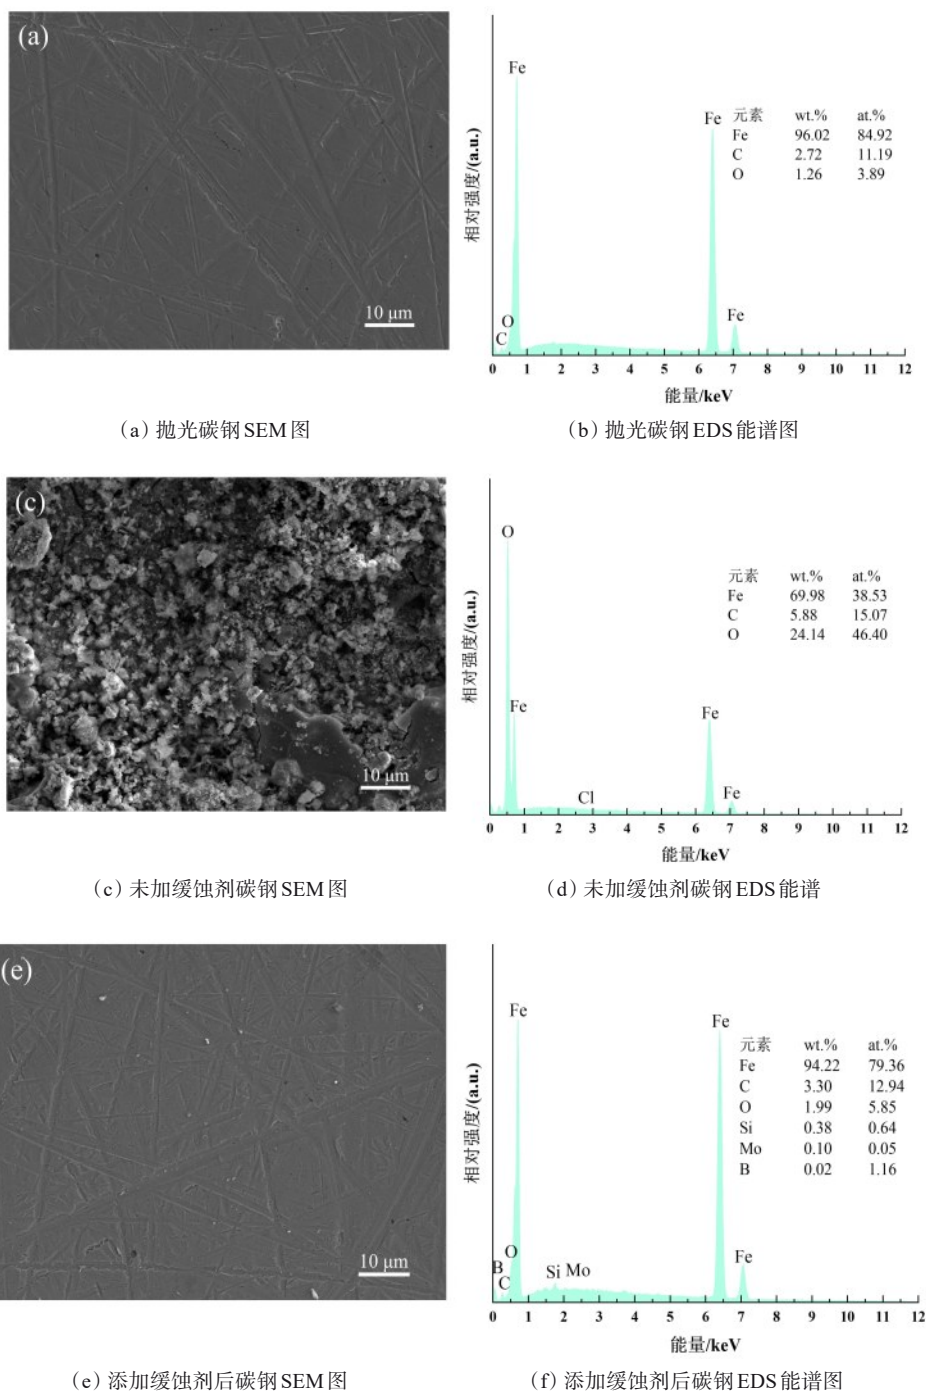 (a)
10 μm
相对强度/(a.u.)
Fe
Fe
Fe
O
C
元素 wt.% at.%
Fe 96.02 84.92
C 2.72 11.19
O 1.26 3.89
0 1 2 3 4 5 6 7 8 9 10 11 12
能量/keV
(a) 抛光碳钢SEM图
(b) 抛光碳钢EDS能谱图
(c)
10 μm
相对强度/(a.u.)
O
Fe
Cl
Fe
Fe
元素 wt.% at.%
Fe 69.98 38.53
C 5.88 15.07
O 24.14 46.40
0 1 2 3 4 5 6 7 8 9 10 11 12
能量/keV
(c) 未加缓蚀剂碳钢SEM图
(d) 未加缓蚀剂碳钢EDS能谱
(e)
10 μm
相对强度/(a.u.)
Fe
Fe
Fe
O
B
C
Si Mo
元素 wt.% at.%
Fe 94.22 79.36
C 3.30 12.94
O 1.99 5.85
Si 0.38 0.64
Mo 0.10 0.05
B 0.02 1.16
0 1 2 3 4 5 6 7 8 9 10 11 12
能量/keV
(e) 添加缓蚀剂后碳钢SEM图
(f) 添加缓蚀剂后碳钢EDS能谱图